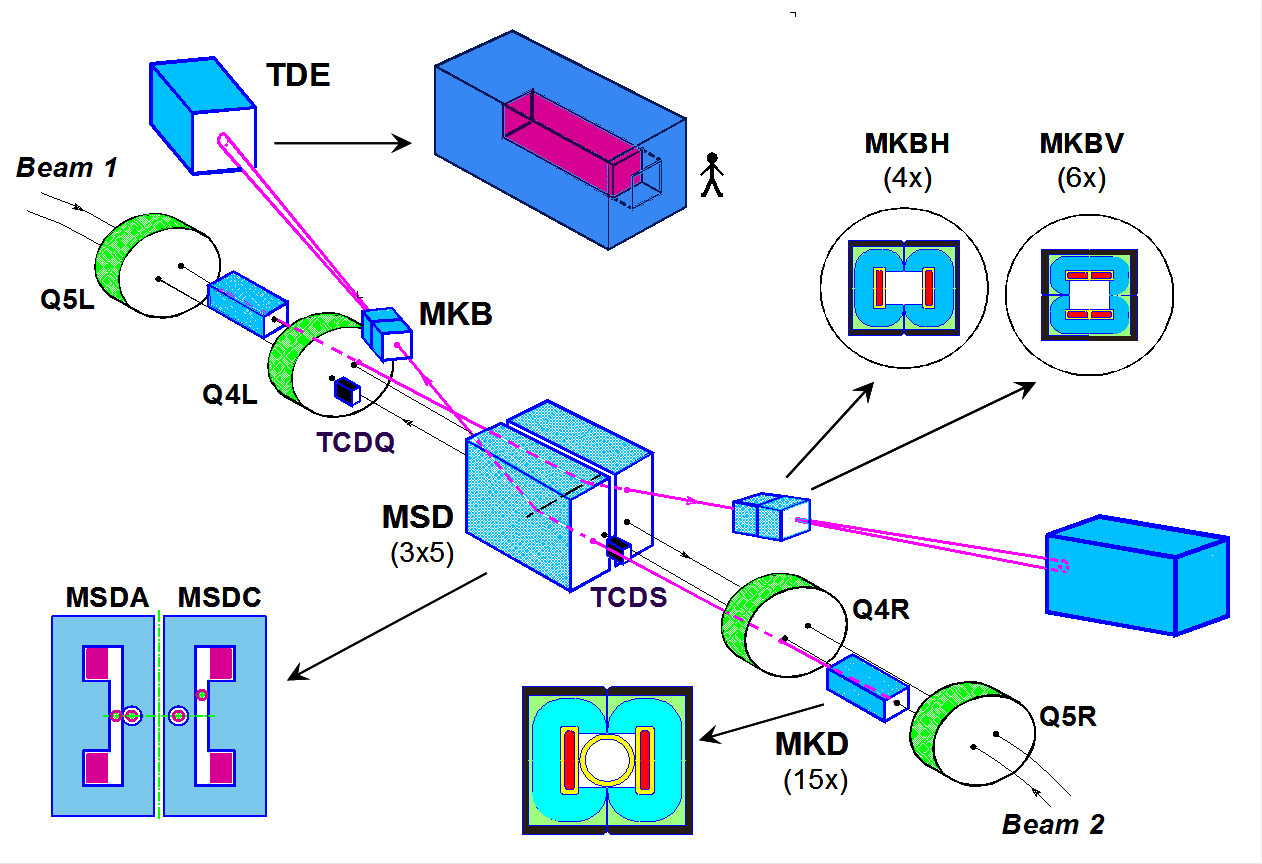 TDE
Beam 1
MKBH
(4x)
MKBV
(6x)
Q5L
MKB
Q4L
TCDQ
MSD
(3x5)
TCDS
MSDA
MSDC
Q4R
MKD
(15x)
Q5R
Beam 2